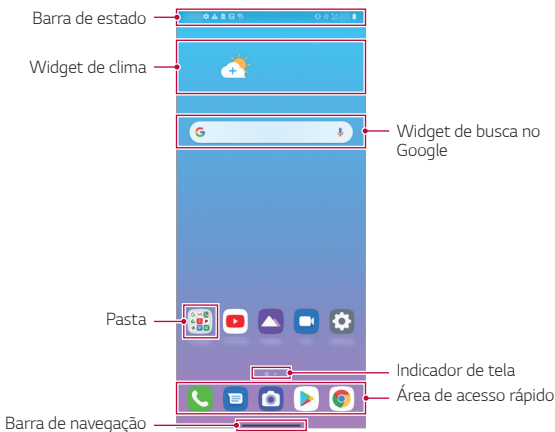 Barra de estado
Widget de clima
Widget de busca no
Google
Pasta
Indicador de tela
Área de acesso rápido
Barra de navegação